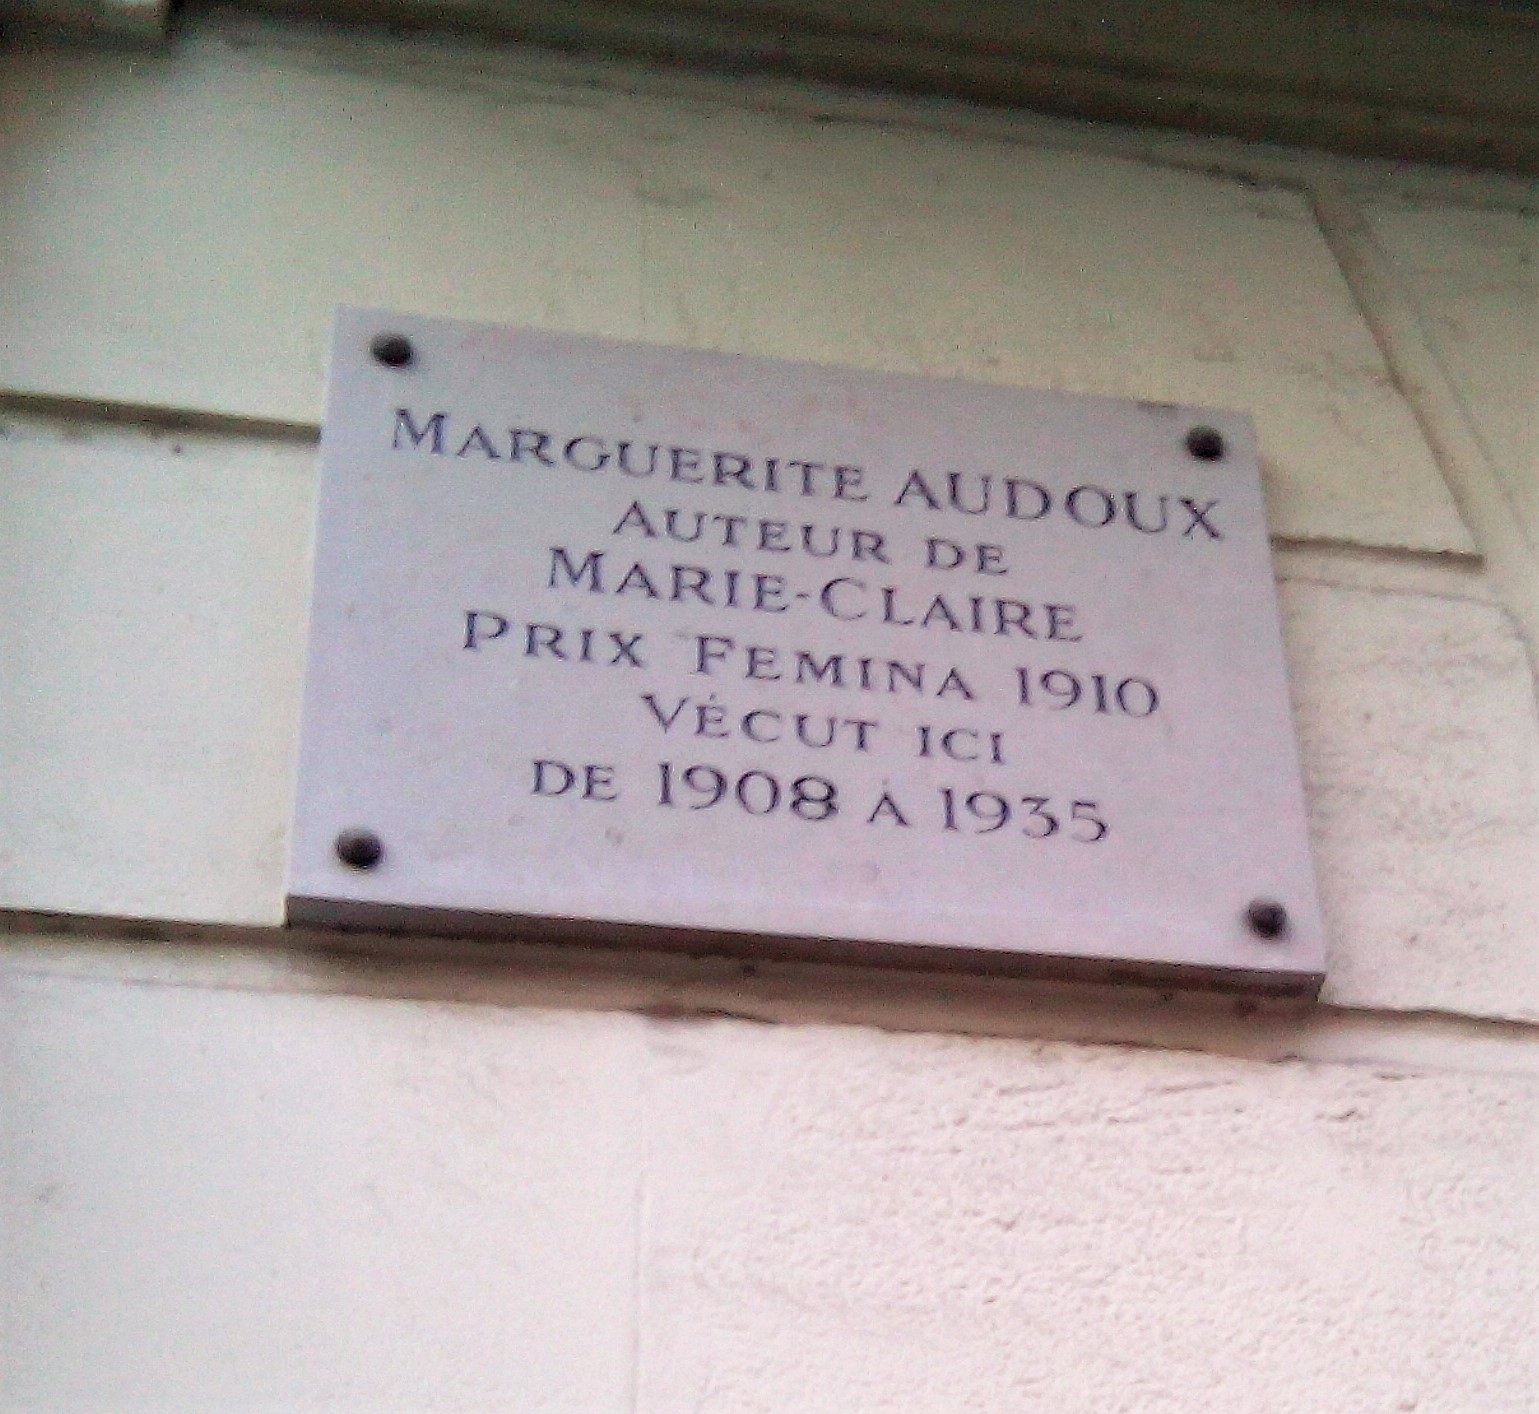 MARGUERITE AUDOUX
AUTEUR DE
MARIE-CLAIRE
PRIX FEMINA 1910
VÉCUT ICI
DE 1908 À 1935